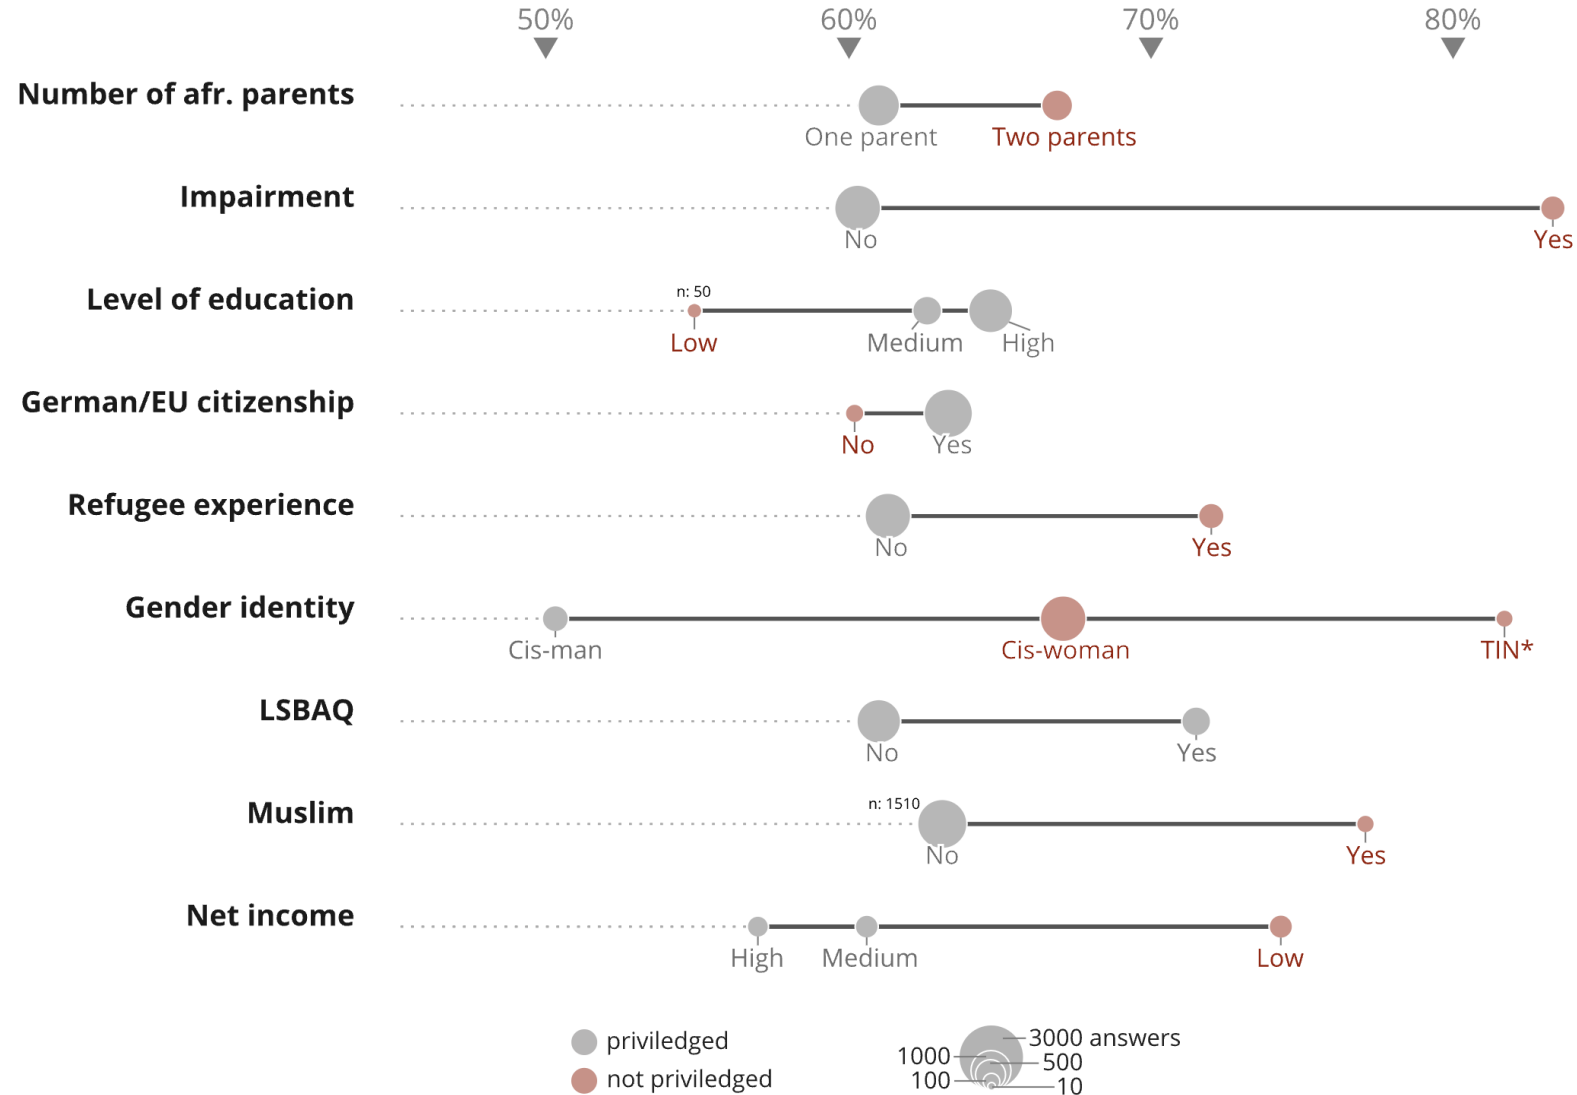 50% 60% 70% 80%
Number of afr. parents
One parent Two parents
Impairment
No Yes
n: 50
Level of education
Low Medium High
German/EU citizenship
No Yes
Refugee experience
No Yes
Gender identity
Cis-man Cis-woman TIN*
LSBAQ
No Yes
n: 1510
Muslim
No Yes
Net income
High Medium Low
priviledged
not priviledged
3000 answers
1000
500
100
10